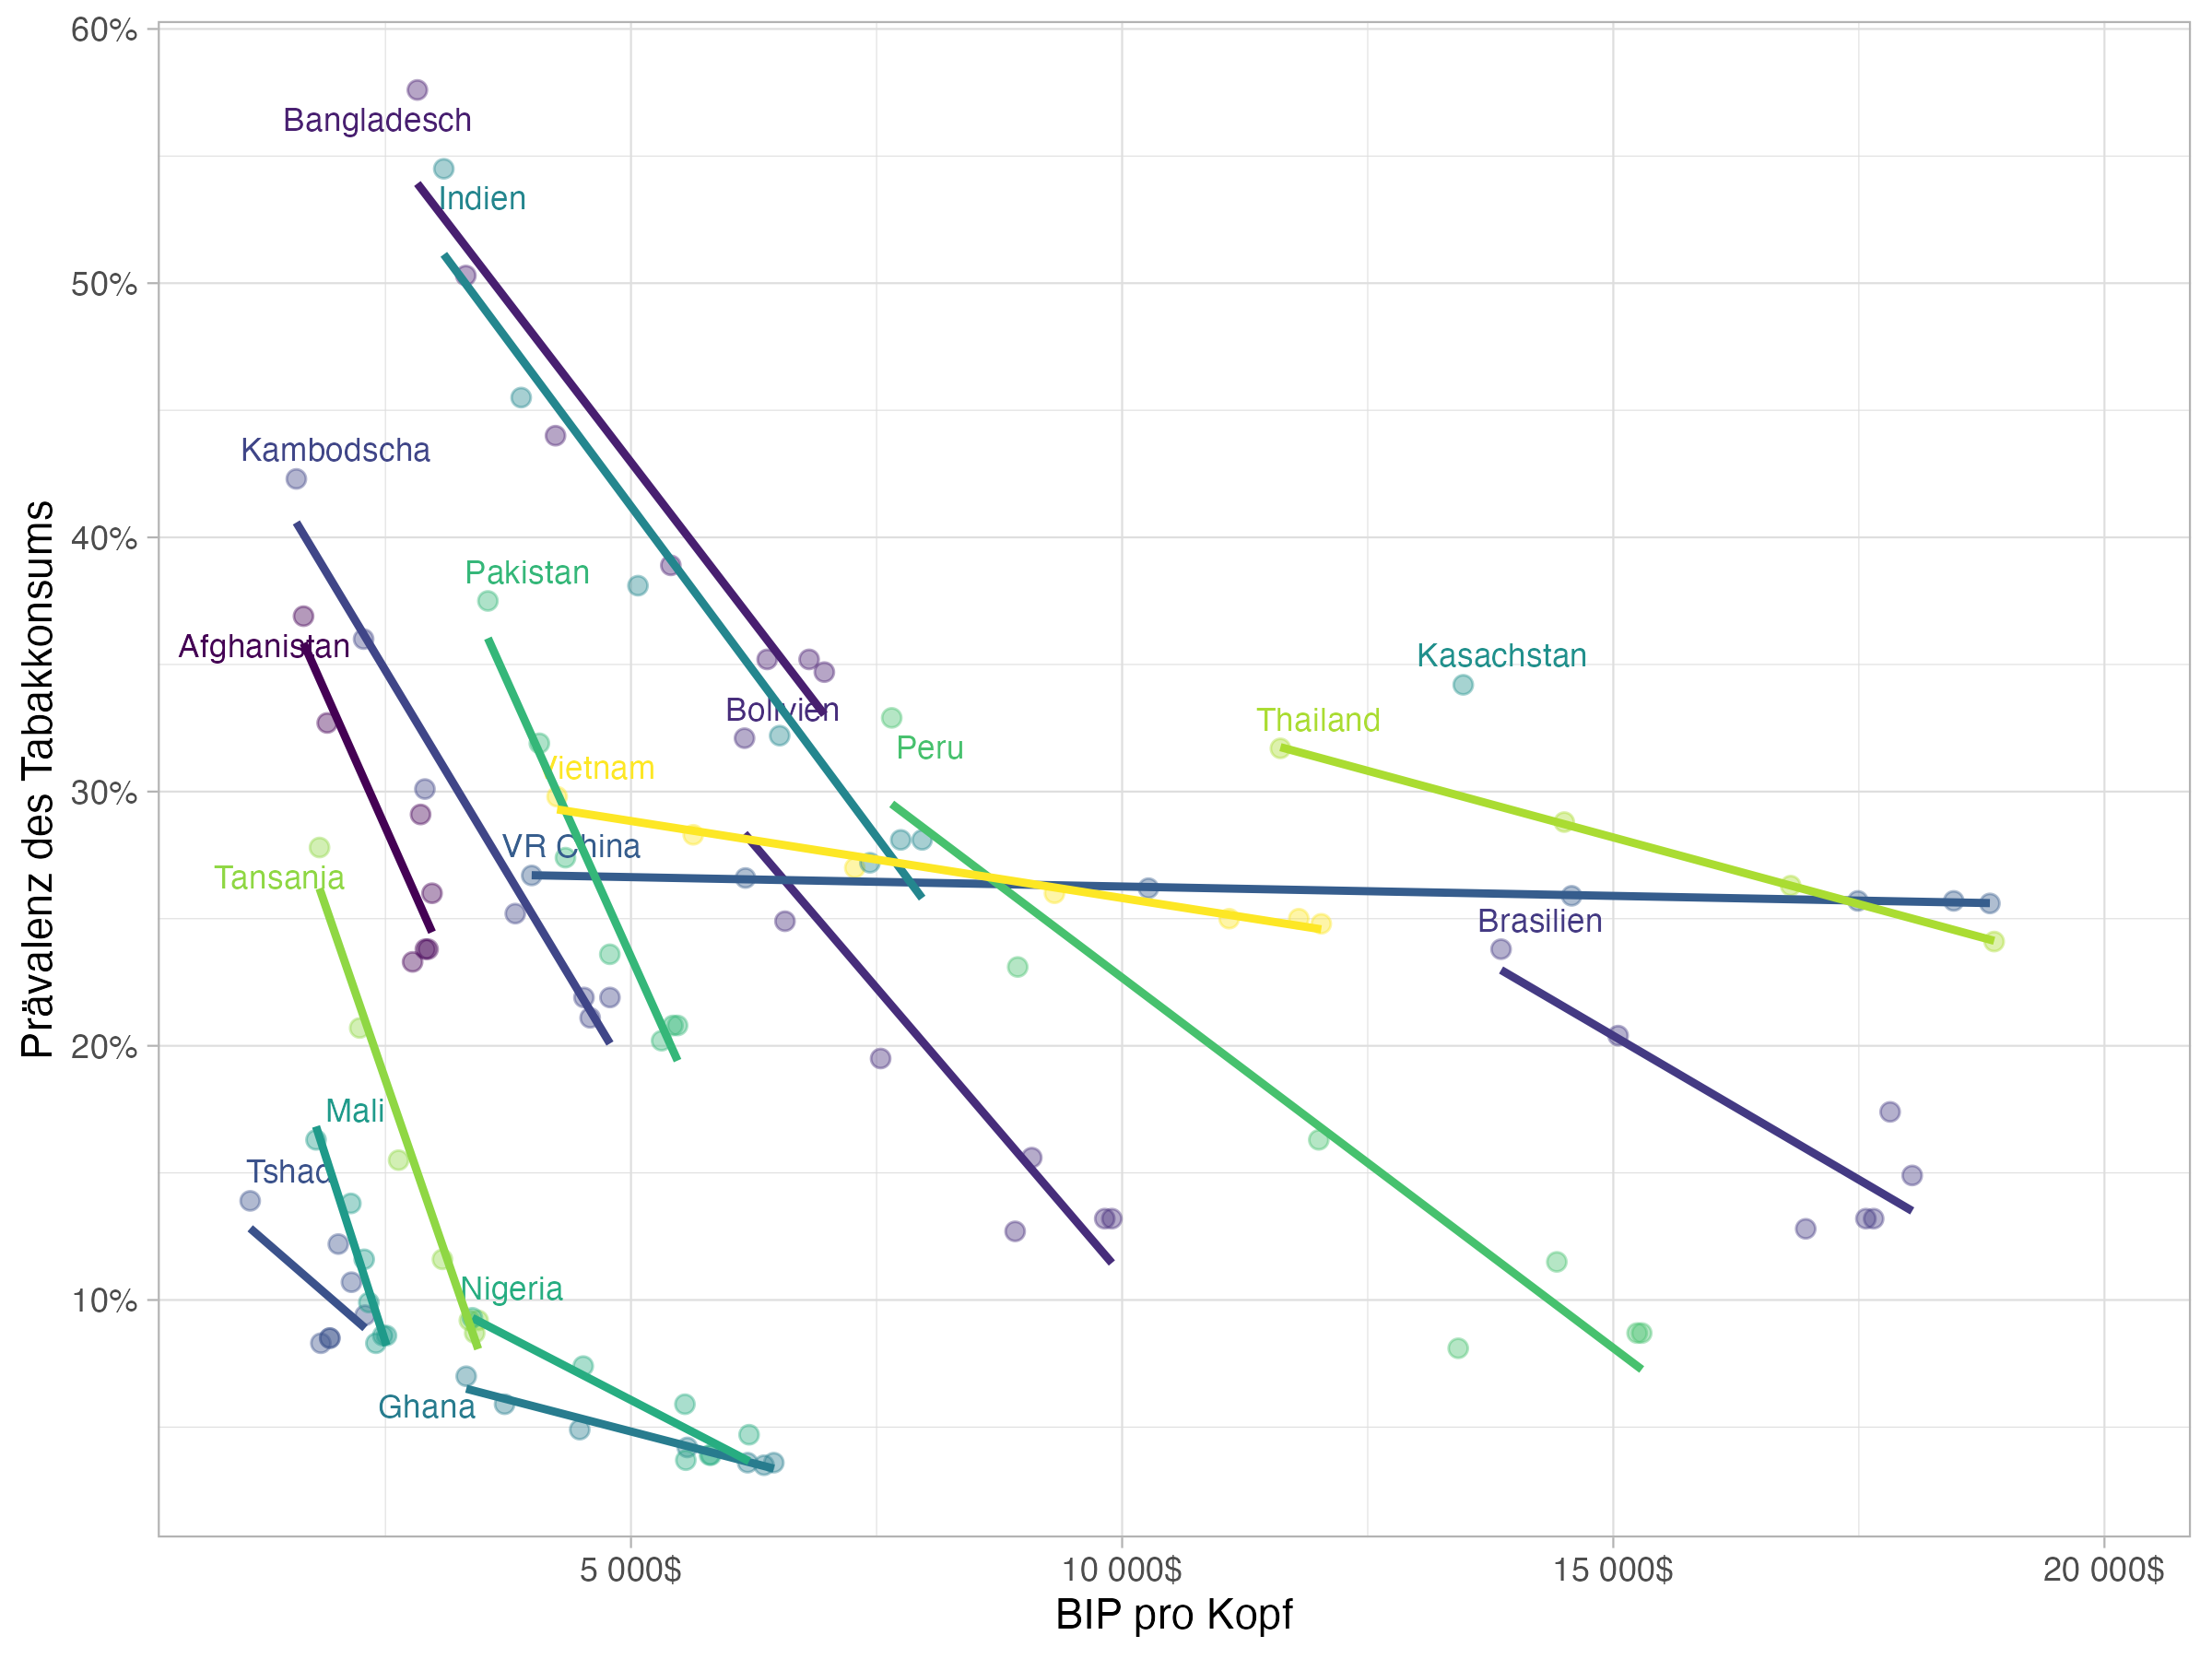 60%
50%
40%
30%
20%
10%
Prävalenz des Tabakkonsums
Bangladesch
Indien
Kambodscha
Pakistan
Afghanistan
Kasachstan
Bolivien
Thailand
Peru
Vietnam
VR China
Tansania
Brasilien
Mali
Tshad
Nigeria
Ghana
5 000$
10 000$
15 000$
20 000$
BIP pro Kopf